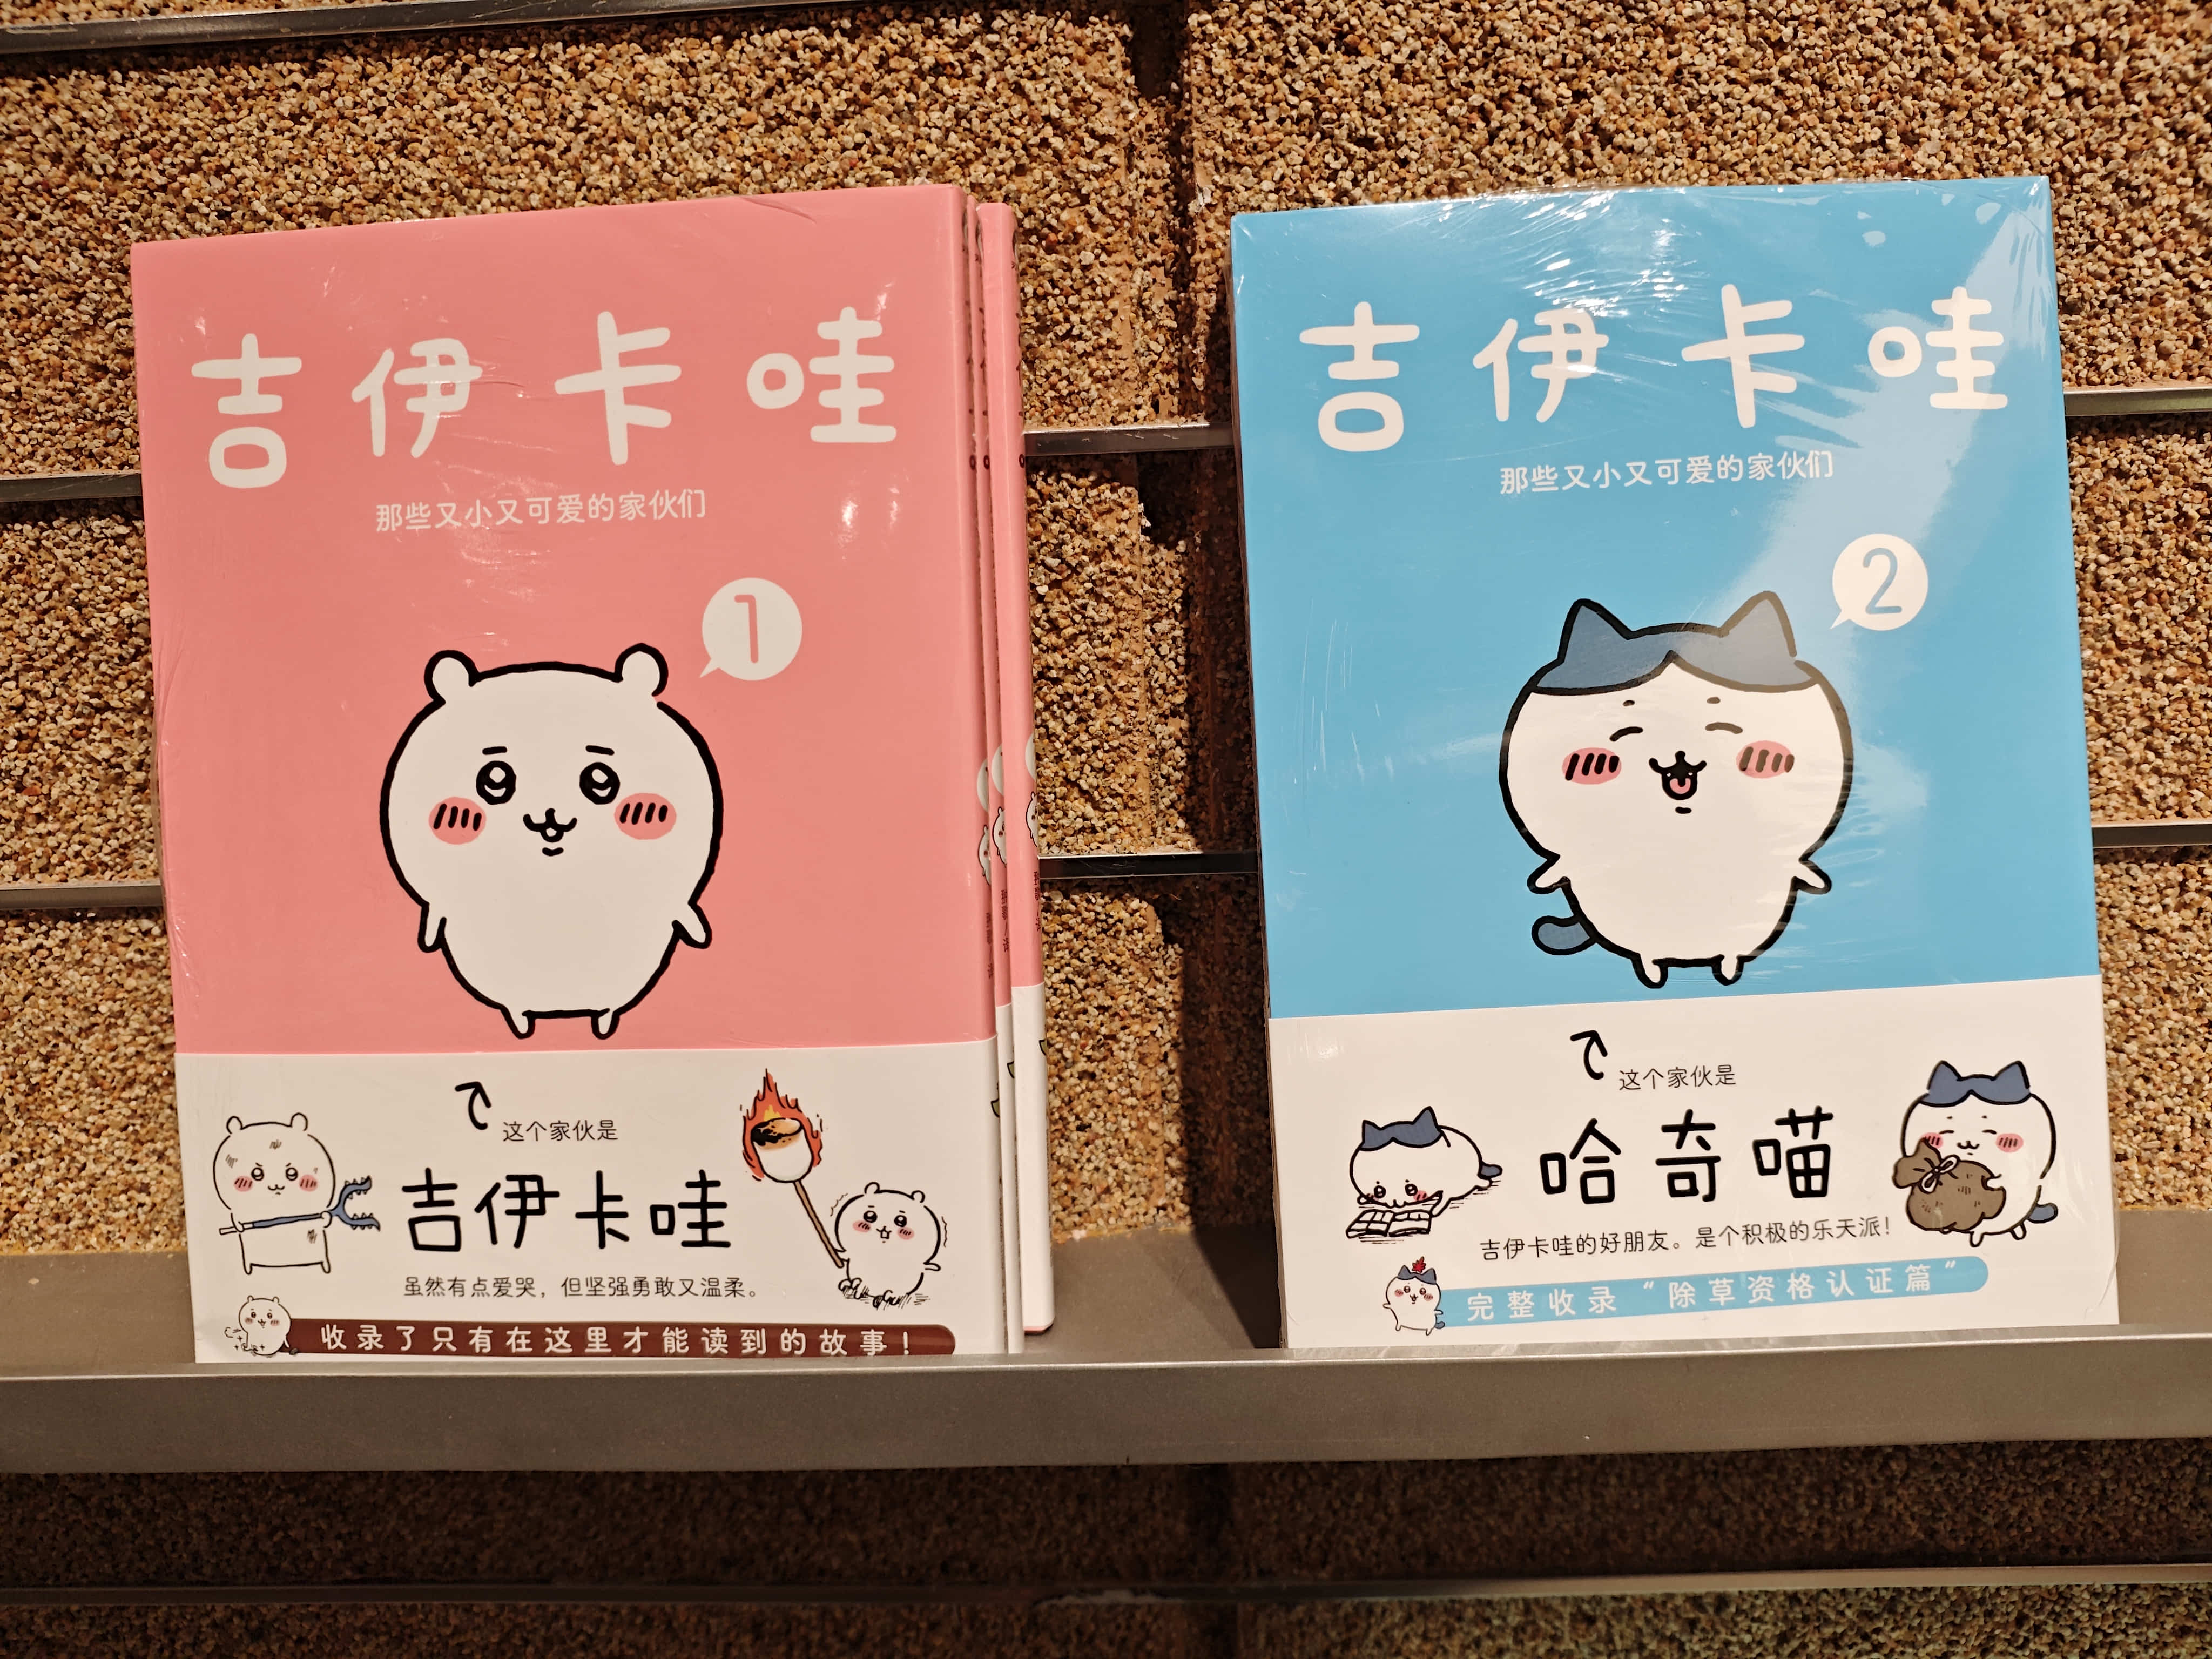 吉伊卡哇
那些又小又可爱的家伙们
1
这个家伙是
吉伊卡哇
虽然有点爱哭，但坚强勇敢又温柔。
收录了只有在这里才能读到的故事！
吉伊卡哇
那些又小又可爱的家伙们
2
这个家伙是
哈奇喵
吉伊卡哇的好朋友。是个积极的乐天派！
完整收录“除草资格认证篇”